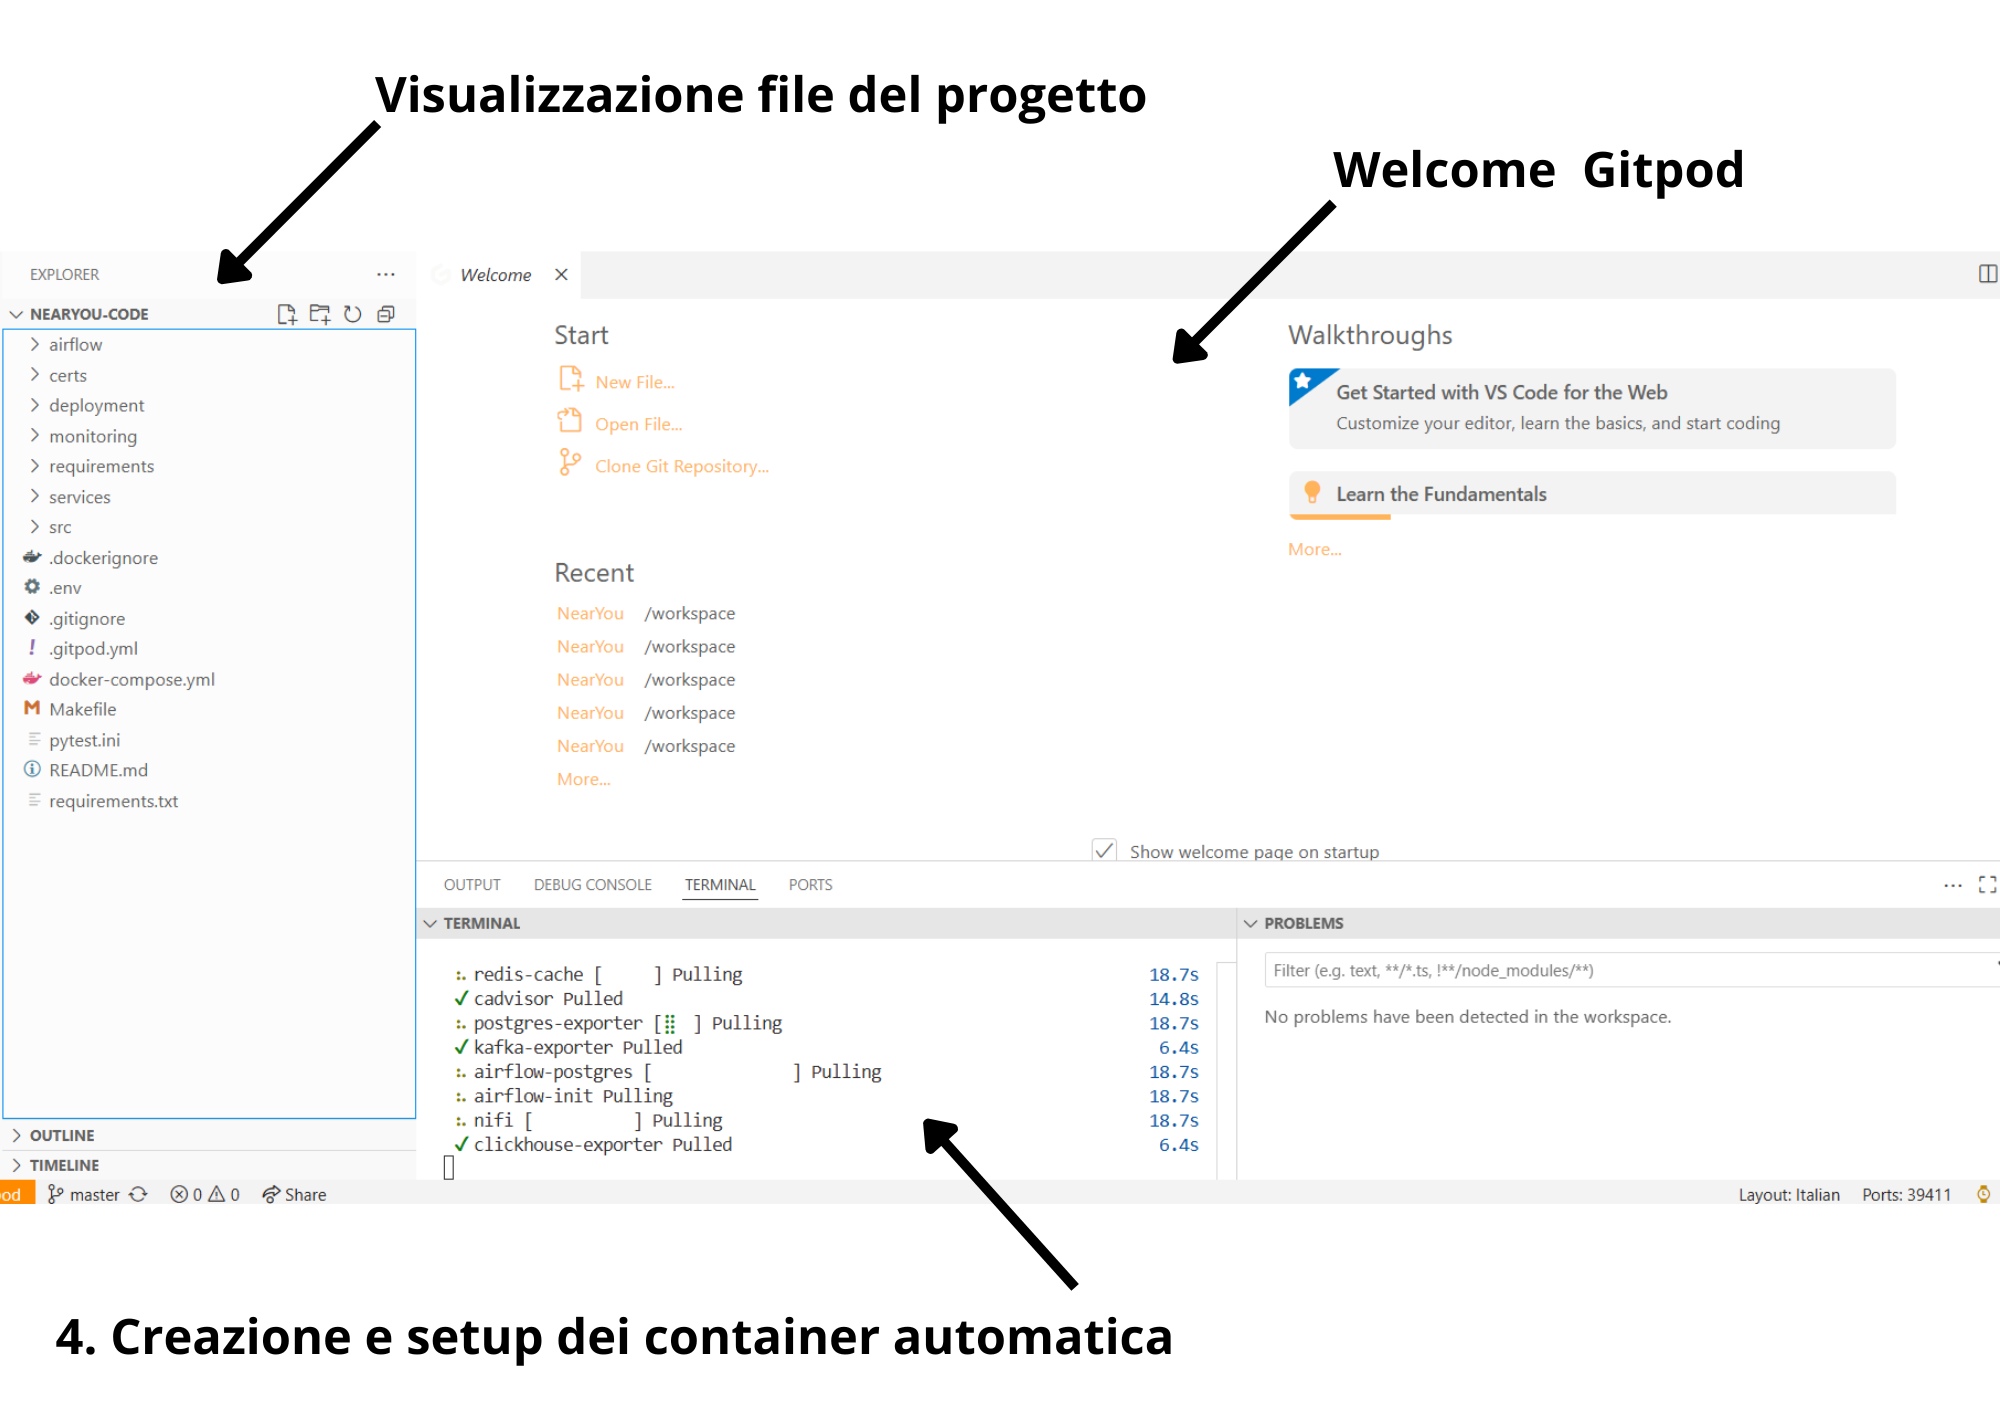 Visualizzazione file del progetto
Welcome  Gitpod
EXPLORER
NEARYOU-CODE
airflow
certs
deployment
monitoring
requirements
services
src
.dockerignore
.env
.gitignore
.gitpod.yml
docker-compose.yml
Makefile
pytest.ini
README.md
requirements.txt
OUTLINE
TIMELINE
Welcome
Start
New File...
Open File...
Clone Git Repository...
Recent
NearYou /workspace
NearYou /workspace
NearYou /workspace
NearYou /workspace
NearYou /workspace
More...
Walkthroughs
Get Started with VS Code for the Web
Customize your editor, learn the basics, and start coding
Learn the Fundamentals
More...
Show welcome page on startup
OUTPUT DEBUG CONSOLE TERMINAL PORTS
TERMINAL
redis-cache [ ] Pulling 18.7s
✓ cadvisor Pulled 14.8s
postgres-exporter [⣿ ] Pulling 18.7s
✓ kafka-exporter Pulled 6.4s
airflow-postgres [ ] Pulling 18.7s
airflow-init Pulling 18.7s
nifi [ ] Pulling 18.7s
✓ clickhouse-exporter Pulled 6.4s
PROBLEMS
Filter (e.g. text, **/*.ts, !**/node_modules/**)
No problems have been detected in the workspace.
od master 0 0 Share Layout: Italian Ports: 39411
4. Creazione e setup dei container automatica